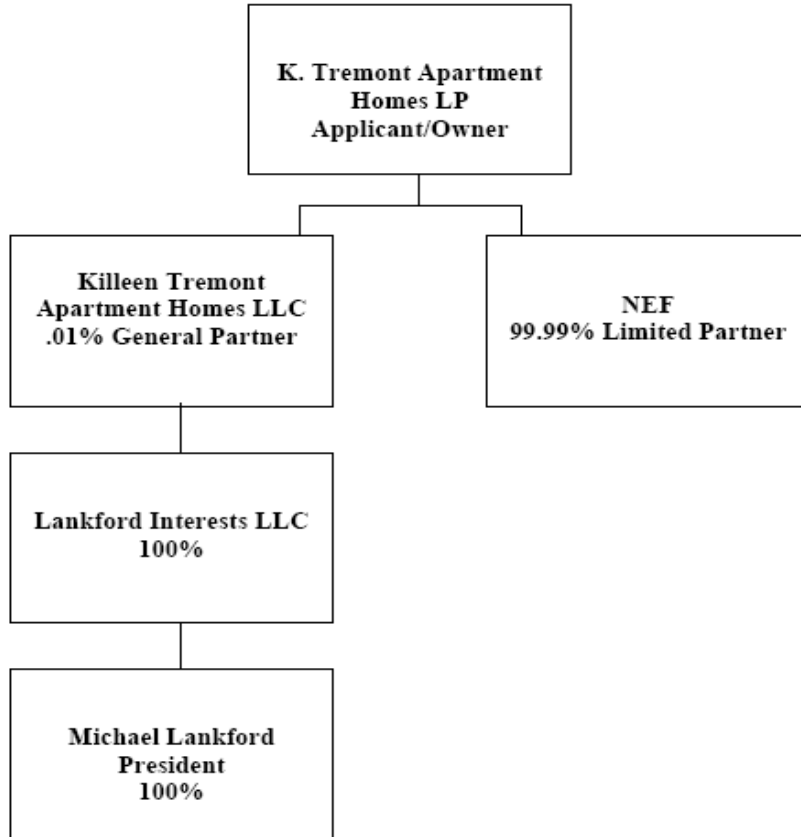 K. Tremont Apartment
Homes LP
Applicant/Owner
Killeen Tremont
Apartment Homes LLC
.01% General Partner
NEF
99.99% Limited Partner
Lankford Interests LLC
100%
Michael Lankford
President
100%